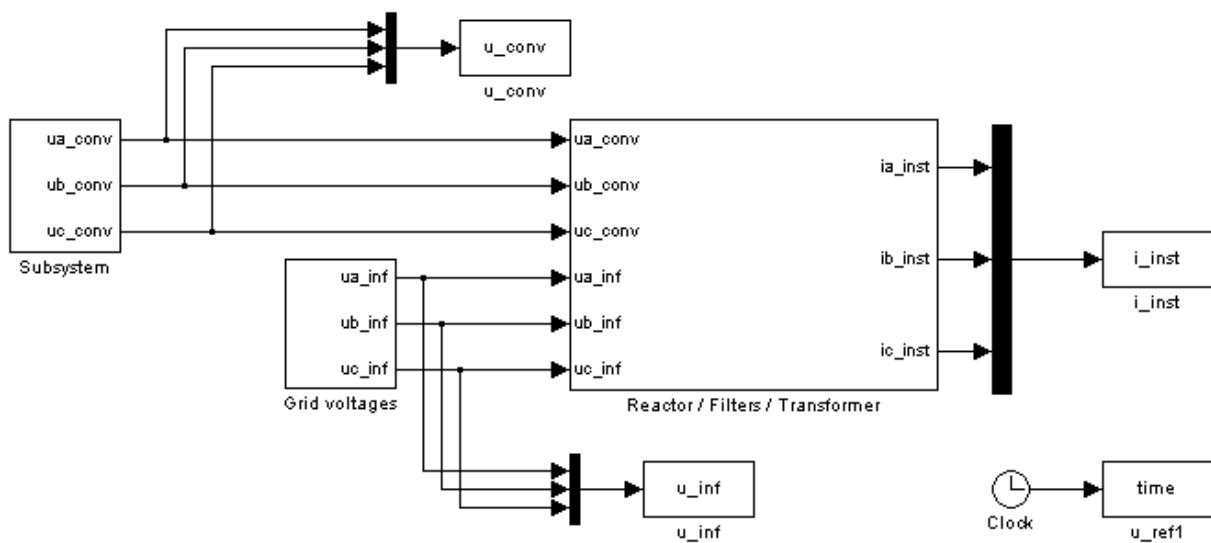 u_conv
u_conv
ua_conv
ub_conv
uc_conv
Subsystem
ua_conv
ub_conv
uc_conv
ua_inf
ub_inf
uc_inf
ia_inst
ib_inst
ic_inst
Reactor / Filters / Transformer
ua_inf
ub_inf
uc_inf
Grid voltages
i_inst
i_inst
u_inf
u_inf
Clock
time
u_ref1